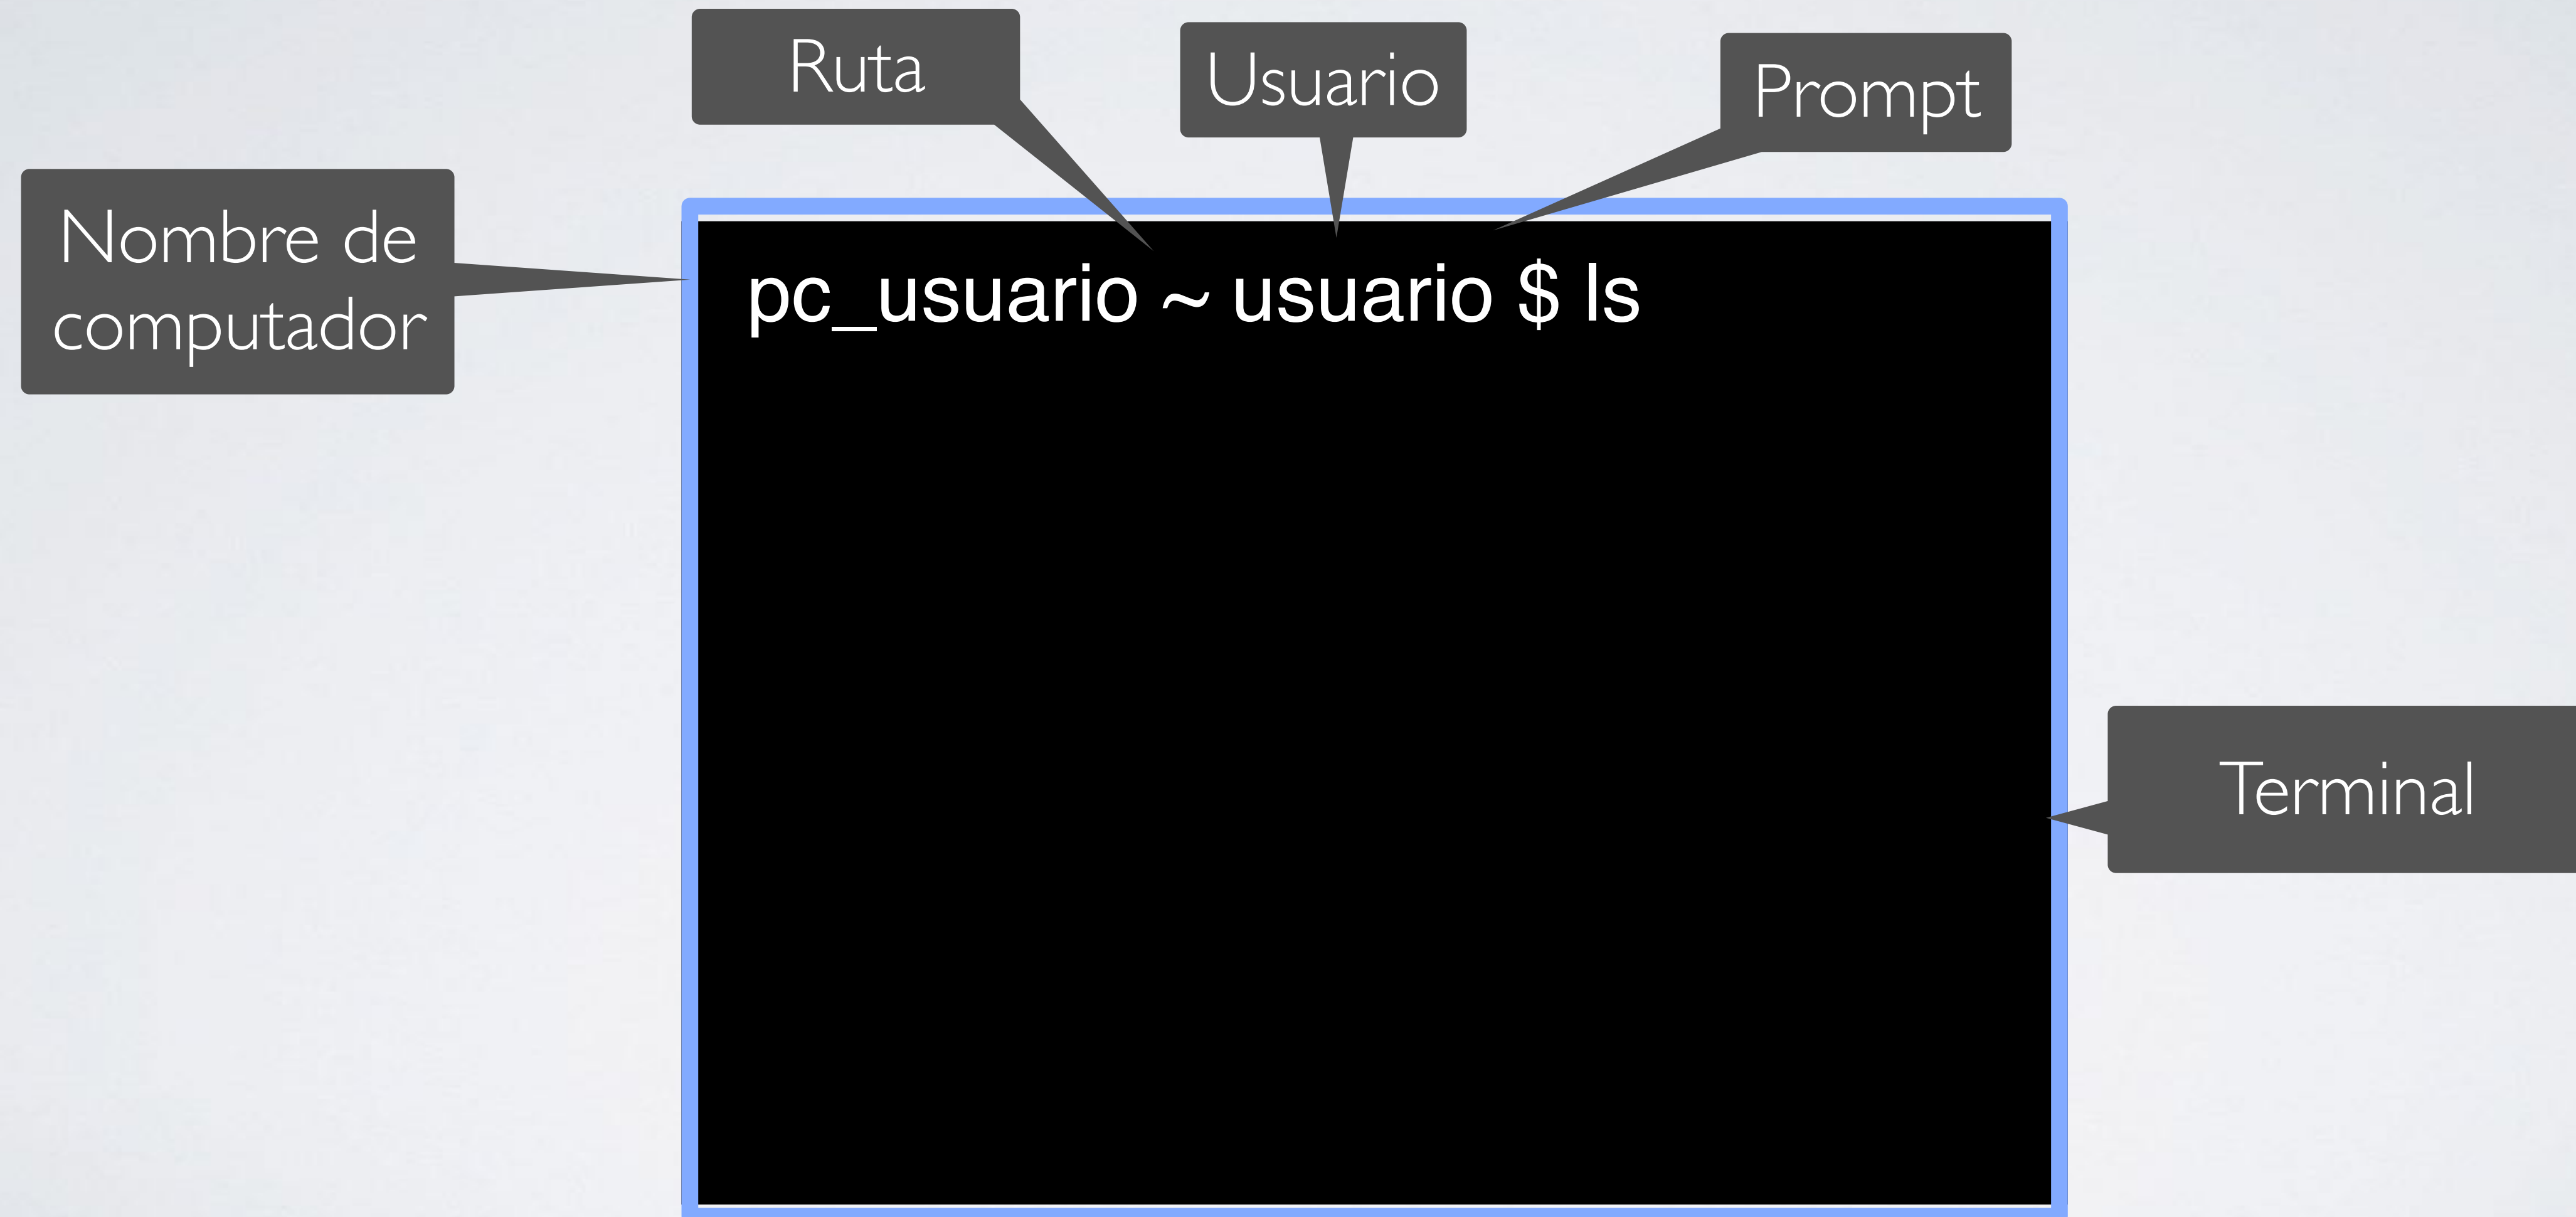 Ruta
Usuario
Prompt
Nombre de
computador
pc_usuario ~ usuario $ ls
Terminal